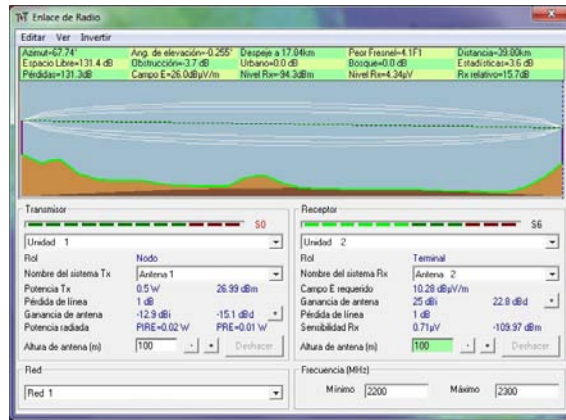 Enlace de Radio
Editar Ver Invertir
Azimut=67.74° Ang. de elevación=-0.255° Despeje a 17.84km Peor Fresnel=4.1F1 Distancia=39.00km
Espacio Libre=131.4 dB Obstrucción=-3.7 dB Urbano=0.0 dB Bosque=0.0 dB Estadísticas=3.6 dB
Pérdidas=131.3dB Campo E=26.0dBµV/m Nivel Rx=-94.3dBm Nivel Rx=4.34µV Rx relativo=15.7dB
Transmisor Receptor
S0 S6
Unidad 1 Unidad 2
Rol Nodo Rol Terminal
Nombre del sistema Tx Antena 1 Nombre del sistema Rx Antena 2
Potencia Tx 0.5 W 26.99 dBm Campo E requerido 10.28 dBµV/m
Pérdida de línea 1 dB Ganancia de antena 25 dBi 22.8 dBd +
Ganancia de antena -12.9 dBi -15.1 dBd + Pérdida de línea 1 dB
Potencia radiada PIRE=0.02 W PRE=0.01 W Sensibilidad Rx 0.71µV -109.97 dBm
Altura de antena (m) 100 - + Deshacer Altura de antena (m) 100 - + Deshacer
Red Frecuencia (MHz)
Red 1 Mínimo 2200 Máximo 2300